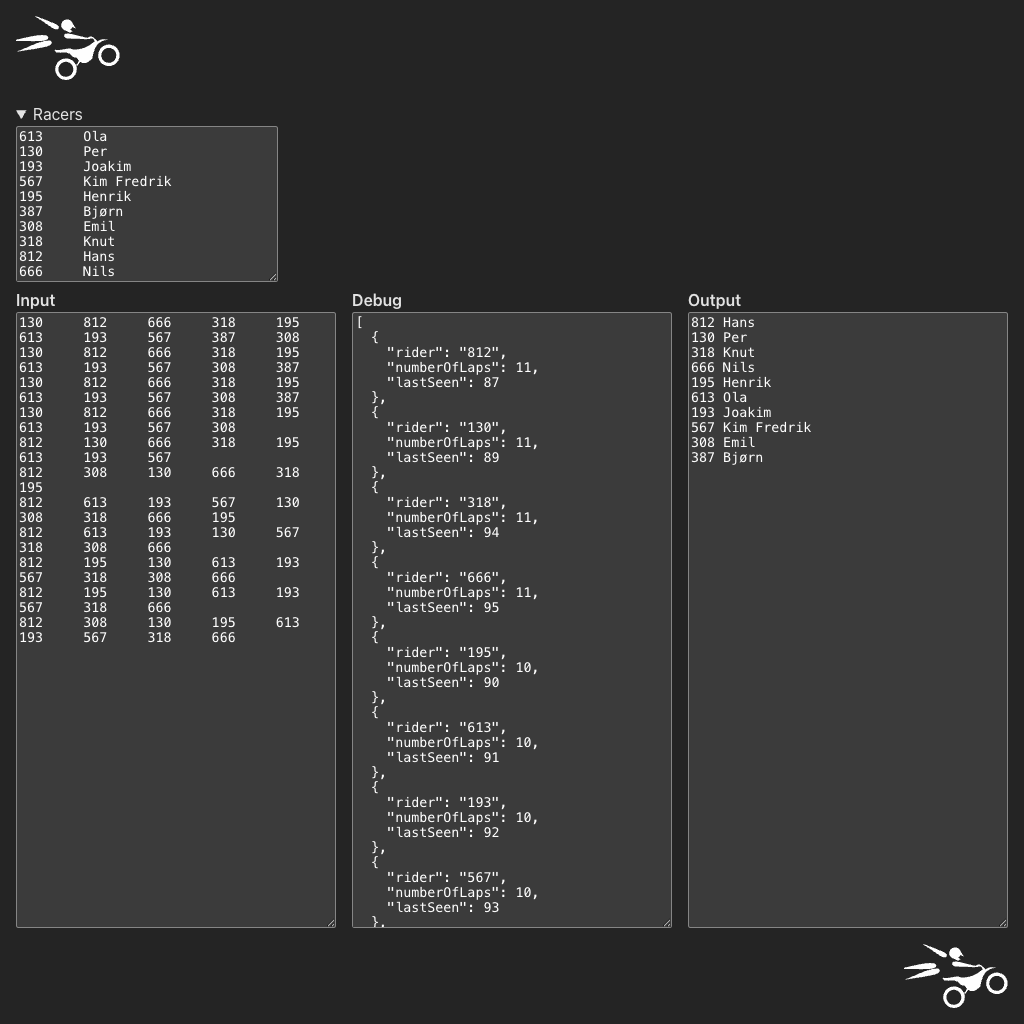 ▼ Racers
613	Ola
130	Per
193	Joakim
567	Kim Fredrik
195	Henrik
387	Bjørn
308	Emil
318	Knut
812	Hans
666	Nils
Input
130	812	666	318	195
613	193	567	387	308
130	812	666	318	195
613	193	567	308	387
130	812	666	318	195
613	193	567	308	387
130	812	666	318	195
613	193	567	308
812	130	666	318	195
613	193	567
812	308	130	666	318
195
812	613	193	567	130
308	318	666	195
812	613	193	130	567
318	308	666
812	195	130	613	193
567	318	308	666
812	195	130	613	193
567	318	666
812	308	130	195	613
193	567	318	666
Debug
[
  {
    "rider": "812",
    "numberOfLaps": 11,
    "lastSeen": 87
  },
  {
    "rider": "130",
    "numberOfLaps": 11,
    "lastSeen": 89
  },
  {
    "rider": "318",
    "numberOfLaps": 11,
    "lastSeen": 94
  },
  {
    "rider": "666",
    "numberOfLaps": 11,
    "lastSeen": 95
  },
  {
    "rider": "195",
    "numberOfLaps": 10,
    "lastSeen": 90
  },
  {
    "rider": "613",
    "numberOfLaps": 10,
    "lastSeen": 91
  },
  {
    "rider": "193",
    "numberOfLaps": 10,
    "lastSeen": 92
  },
  {
    "rider": "567",
    "numberOfLaps": 10,
    "lastSeen": 93
  },
Output
812 Hans
130 Per
318 Knut
666 Nils
195 Henrik
613 Ola
193 Joakim
567 Kim Fredrik
308 Emil
387 Bjørn